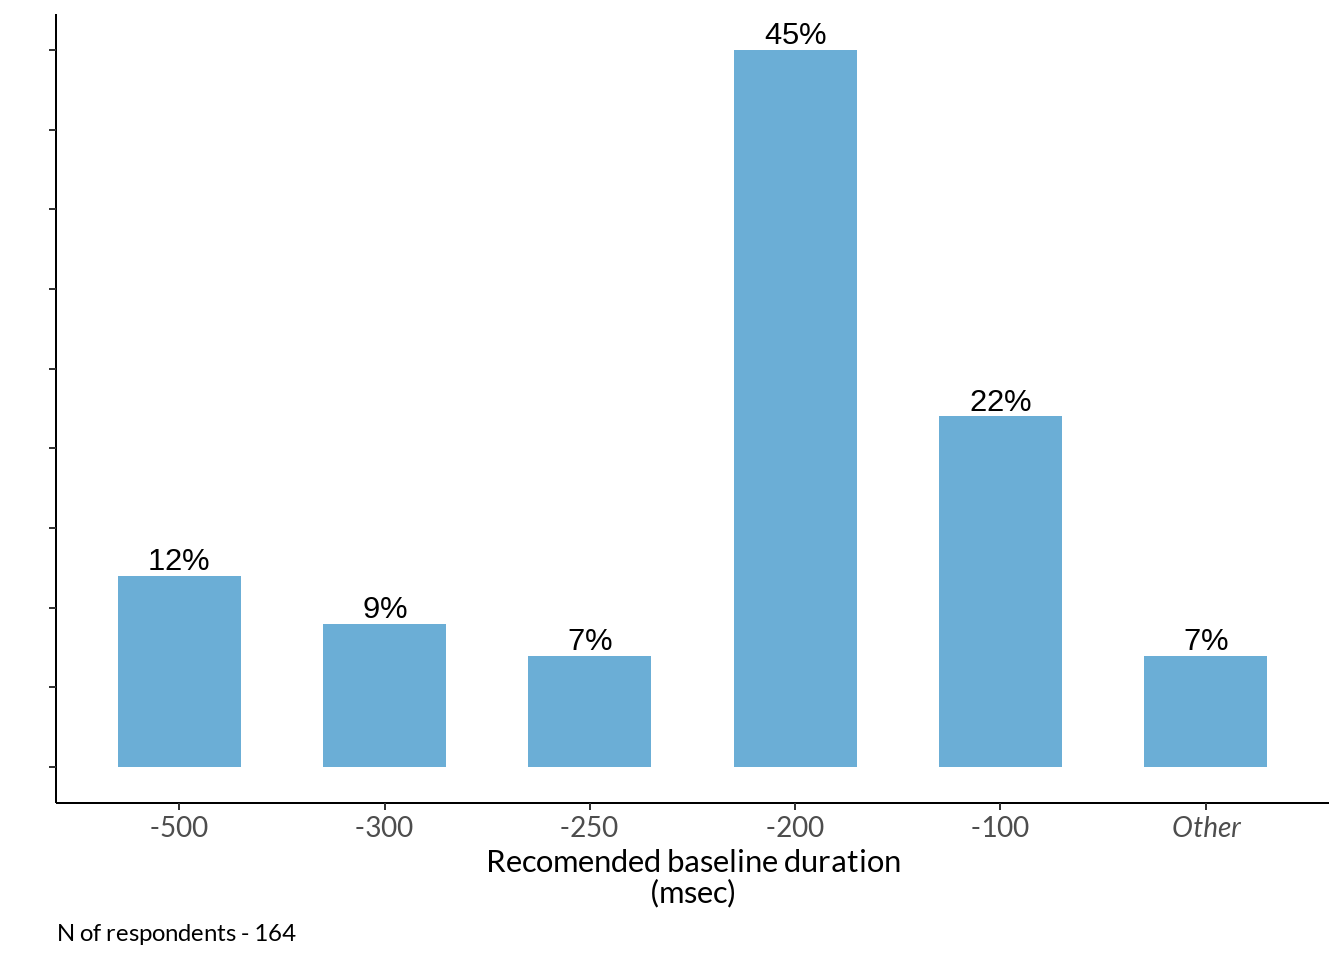 45%
22%
12%
9%
7%
7%
-500 -300 -250 -200 -100 Other
Recomended baseline duration
(msec)
N of respondents - 164